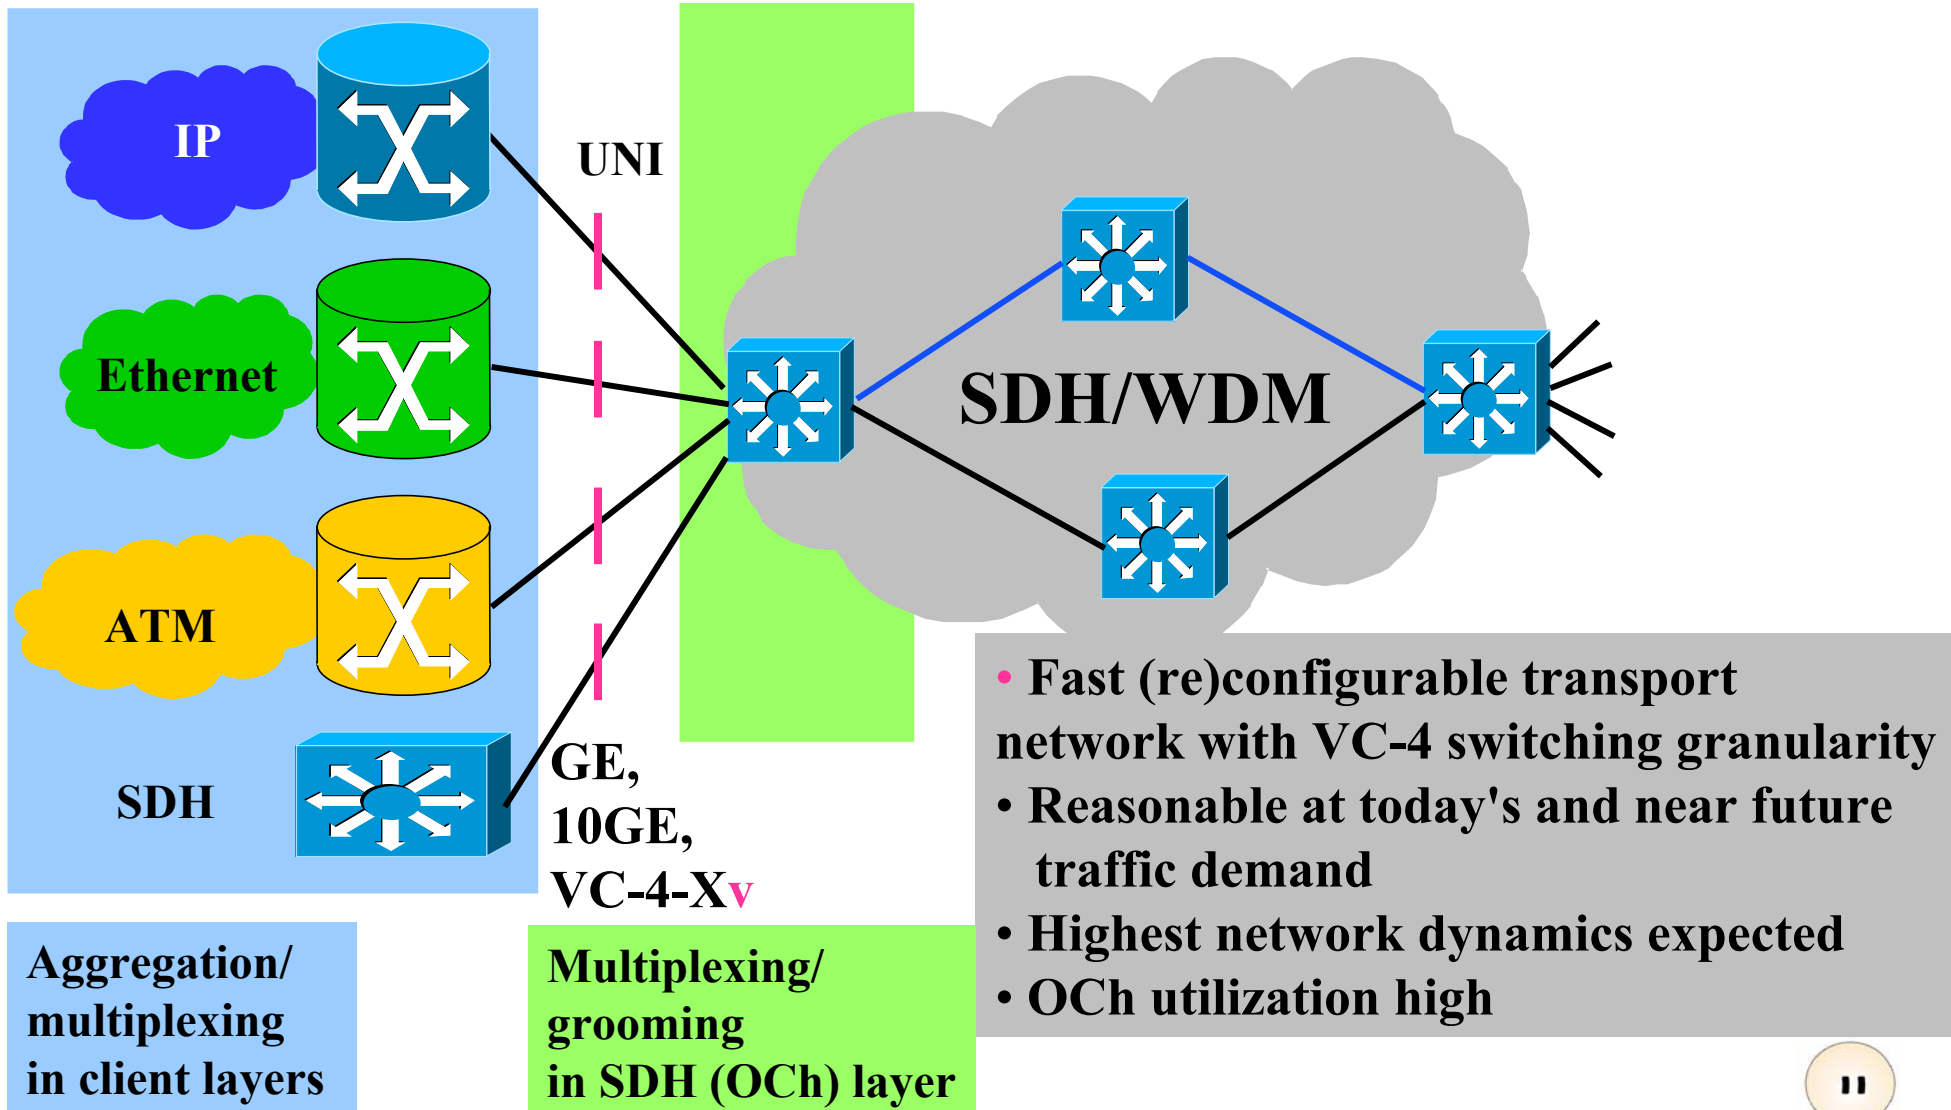 IP
UNI
Ethernet
SDH/WDM
ATM
SDH
GE,
10GE,
VC-4-Xv
• Fast (re)configurable transport
network with VC-4 switching granularity
• Reasonable at today's and near future
traffic demand
• Highest network dynamics expected
• OCh utilization high
Aggregation/
multiplexing
in client layers
Multiplexing/
grooming
in SDH (OCh) layer
11